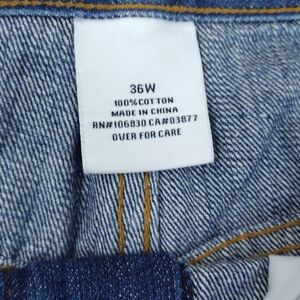 36W
100%COTTON
MADE IN CHINA
RN#106830 CA#03877
OVER FOR CARE